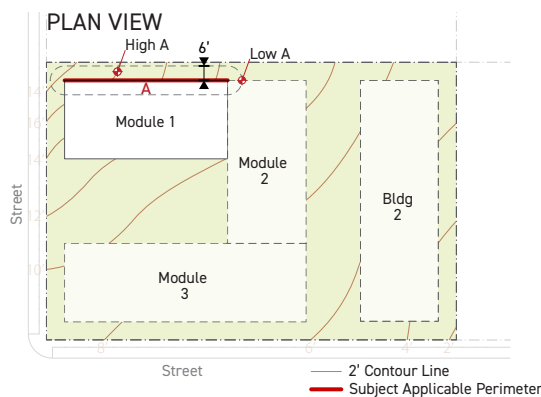 PLAN VIEW
High A
6'
Low A
A
14'
16'
14'
12'
10'
8'
6'
4'
2'
Module 1
Module
2
Bldg
2
Module
3
Street
Street
2' Contour Line
Subject Applicable Perimeter